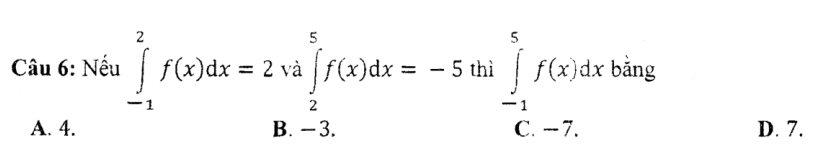 Câu 6: Nếu ∫_{-1}^{2} f(x)dx = 2 và ∫_{2}^{5} f(x)dx = - 5 thì ∫_{-1}^{5} f(x)dx bằng
A. 4. B. -3. C. -7. D. 7.